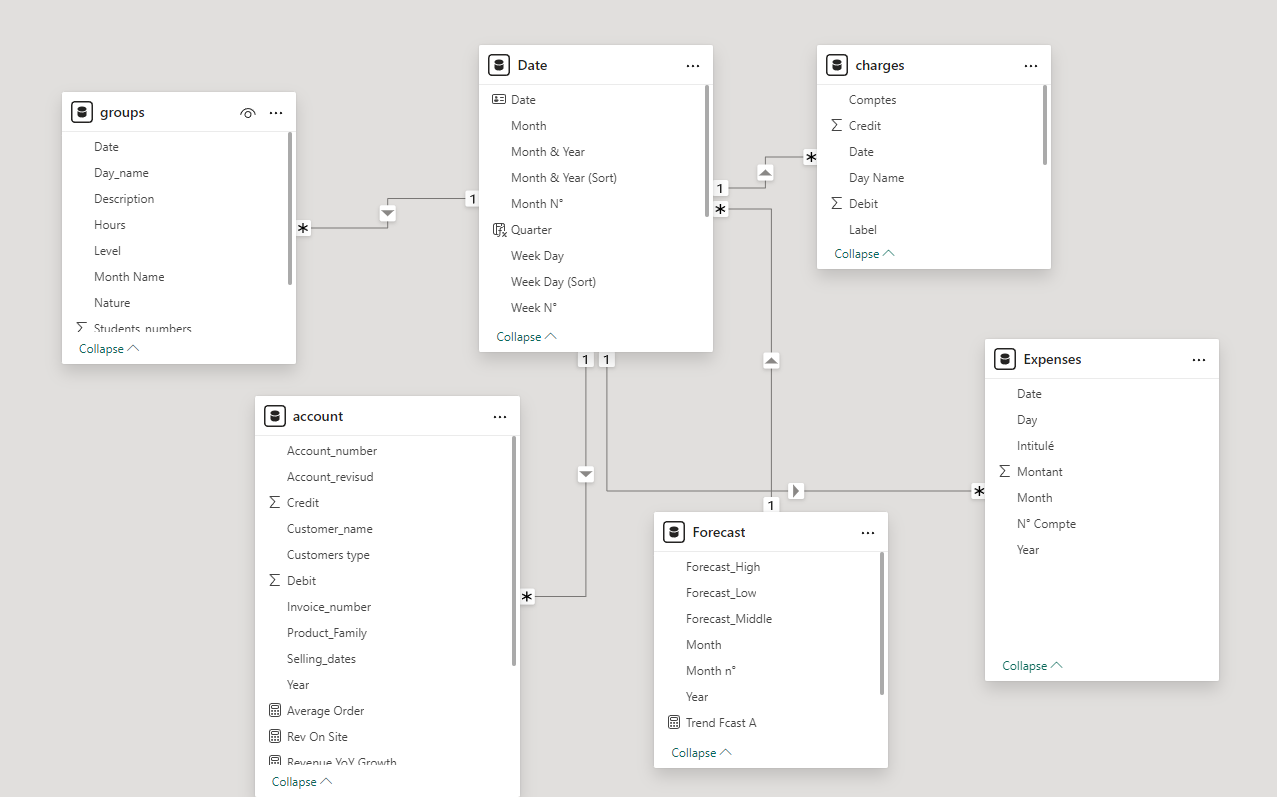 groups
Date
Day_name
Description
Hours
Level
Month Name
Nature
Students_numbers
Collapse
Date
Date
Month
Month & Year
Month & Year (Sort)
Month N°
Quarter
Week Day
Week Day (Sort)
Week N°
Collapse
charges
Comptes
Credit
Date
Day Name
Debit
Label
Collapse
account
Account_number
Account_revisud
Credit
Customer_name
Customers type
Debit
Invoice_number
Product_Family
Selling_dates
Year
Average Order
Rev On Site
Revenue YoY Growth
Collapse
Forecast
Forecast_High
Forecast_Low
Forecast_Middle
Month
Month n°
Year
Trend Fcast A
Collapse
Expenses
Date
Day
Intitulé
Montant
Month
N° Compte
Year
Collapse
*
1
1
*
*
1
1
*
1
*